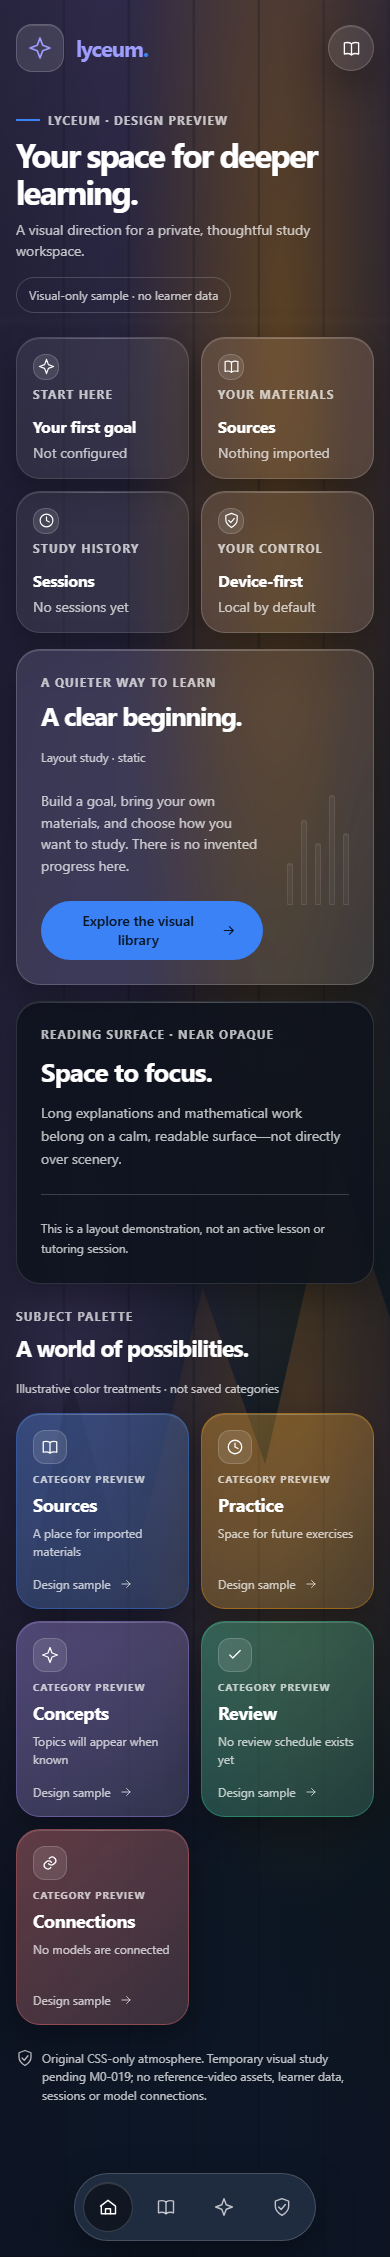 lyceum.
LYCEUM · DESIGN PREVIEW
Your space for deeper
learning.
A visual direction for a private, thoughtful study
workspace.
Visual-only sample · no learner data
START HERE
Your first goal
Not configured
YOUR MATERIALS
Sources
Nothing imported
STUDY HISTORY
Sessions
No sessions yet
YOUR CONTROL
Device-first
Local by default
A QUIETER WAY TO LEARN
A clear beginning.
Layout study · static
Build a goal, bring your own
materials, and choose how you
want to study. There is no invented
progress here.
Explore the visual
library
READING SURFACE · NEAR OPAQUE
Space to focus.
Long explanations and mathematical work
belong on a calm, readable surface—not directly
over scenery.
This is a layout demonstration, not an active lesson or
tutoring session.
SUBJECT PALETTE
A world of possibilities.
Illustrative color treatments · not saved categories
CATEGORY PREVIEW
Sources
A place for imported
materials
Design sample →
CATEGORY PREVIEW
Practice
Space for future exercises
Design sample →
CATEGORY PREVIEW
Concepts
Topics will appear when
known
Design sample →
CATEGORY PREVIEW
Review
No review schedule exists
yet
Design sample →
CATEGORY PREVIEW
Connections
No models are connected
Design sample →
Original CSS-only atmosphere. Temporary visual study
pending M0-019; no reference-video assets, learner data,
sessions or model connections.